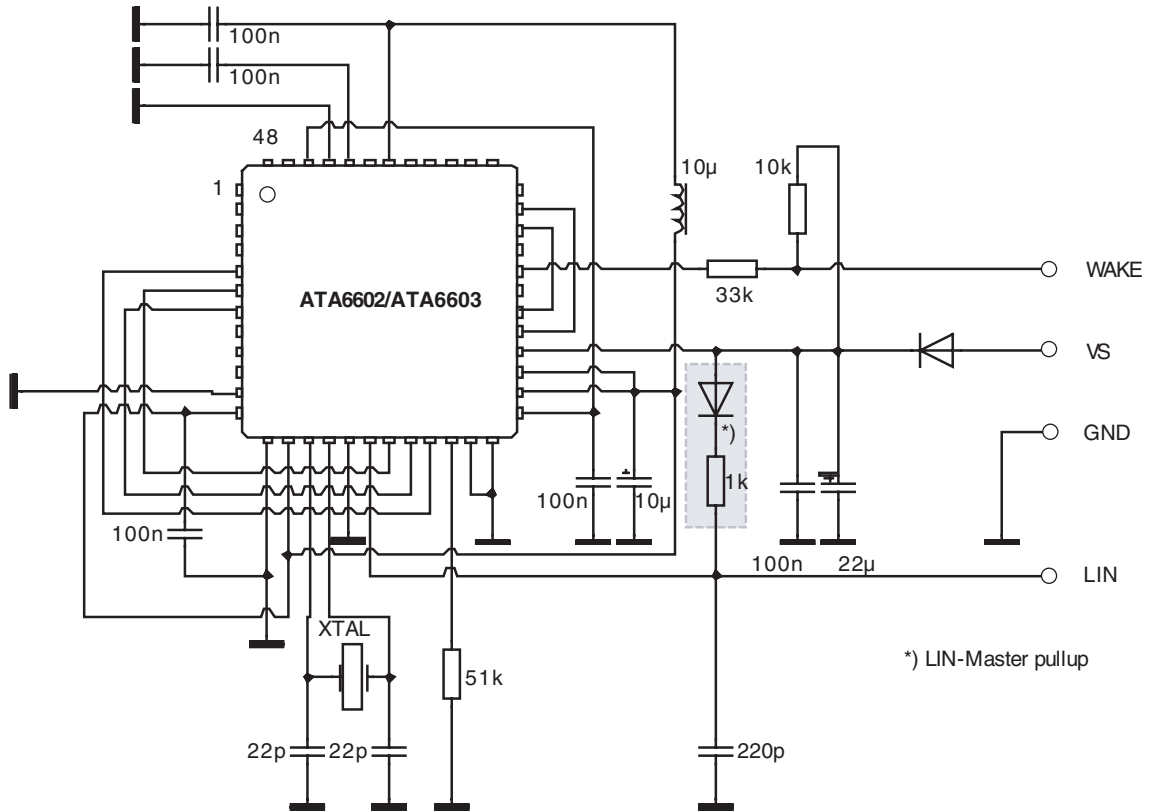 100n
100n
48
1
10µ
10k
WAKE
33k
ATA6602/ATA6603
VS
*)
GND
1k
100n
10µ
100n
100n
22µ
LIN
XTAL
*) LIN-Master pullup
51k
22p
22p
220p